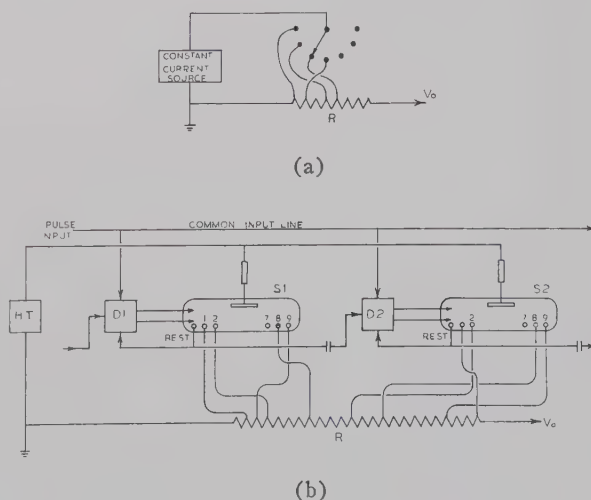 CONSTANT
CURRENT
SOURCE
Vo
R
(a)
PULSE
INPUT
COMMON INPUT LINE
S1
S2
HT
D1
1 2 7 8 9
D2
2 7 8 9
REST
REST
R
Vo
(b)